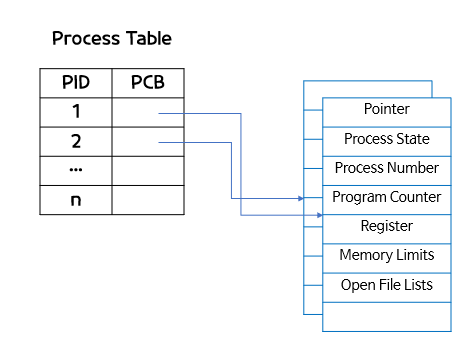 Process Table
PID PCB
1
2
...
n
Pointer
Process State
Process Number
Program Counter
Register
Memory Limits
Open File Lists